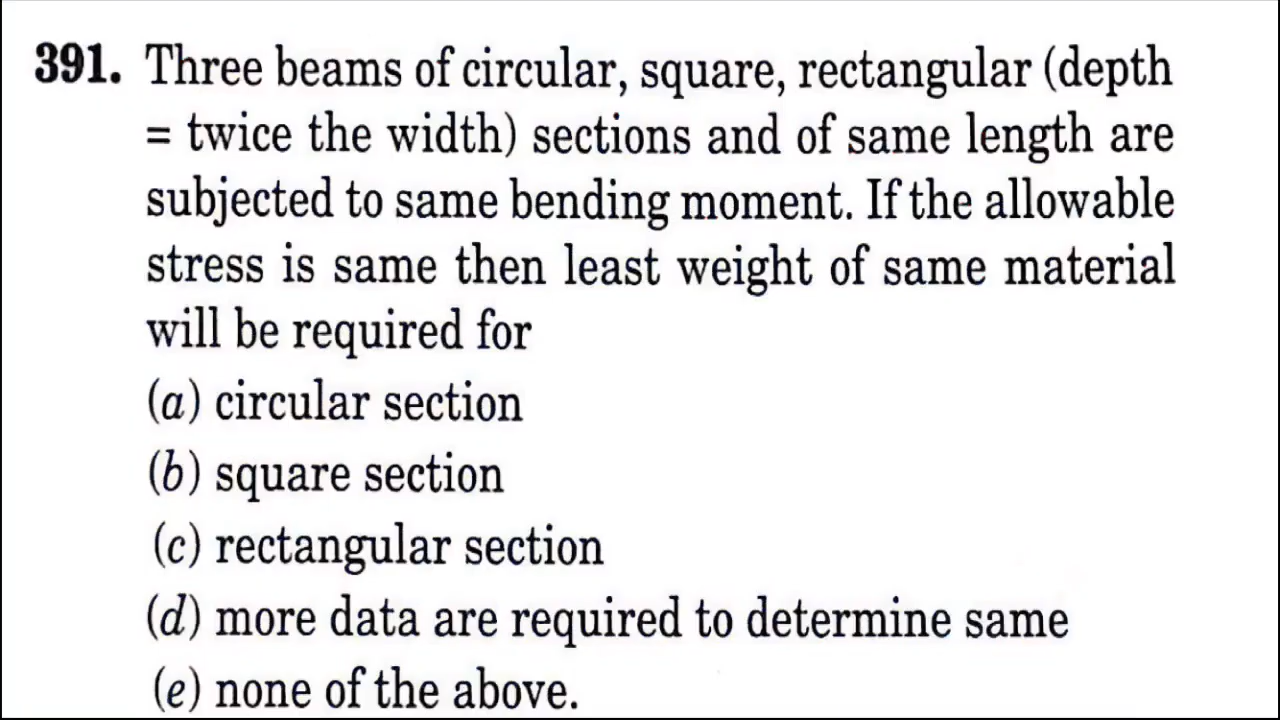 391. Three beams of circular, square, rectangular (depth
= twice the width) sections and of same length are
subjected to same bending moment. If the allowable
stress is same then least weight of same material
will be required for
(a) circular section
(b) square section
(c) rectangular section
(d) more data are required to determine same
(e) none of the above.